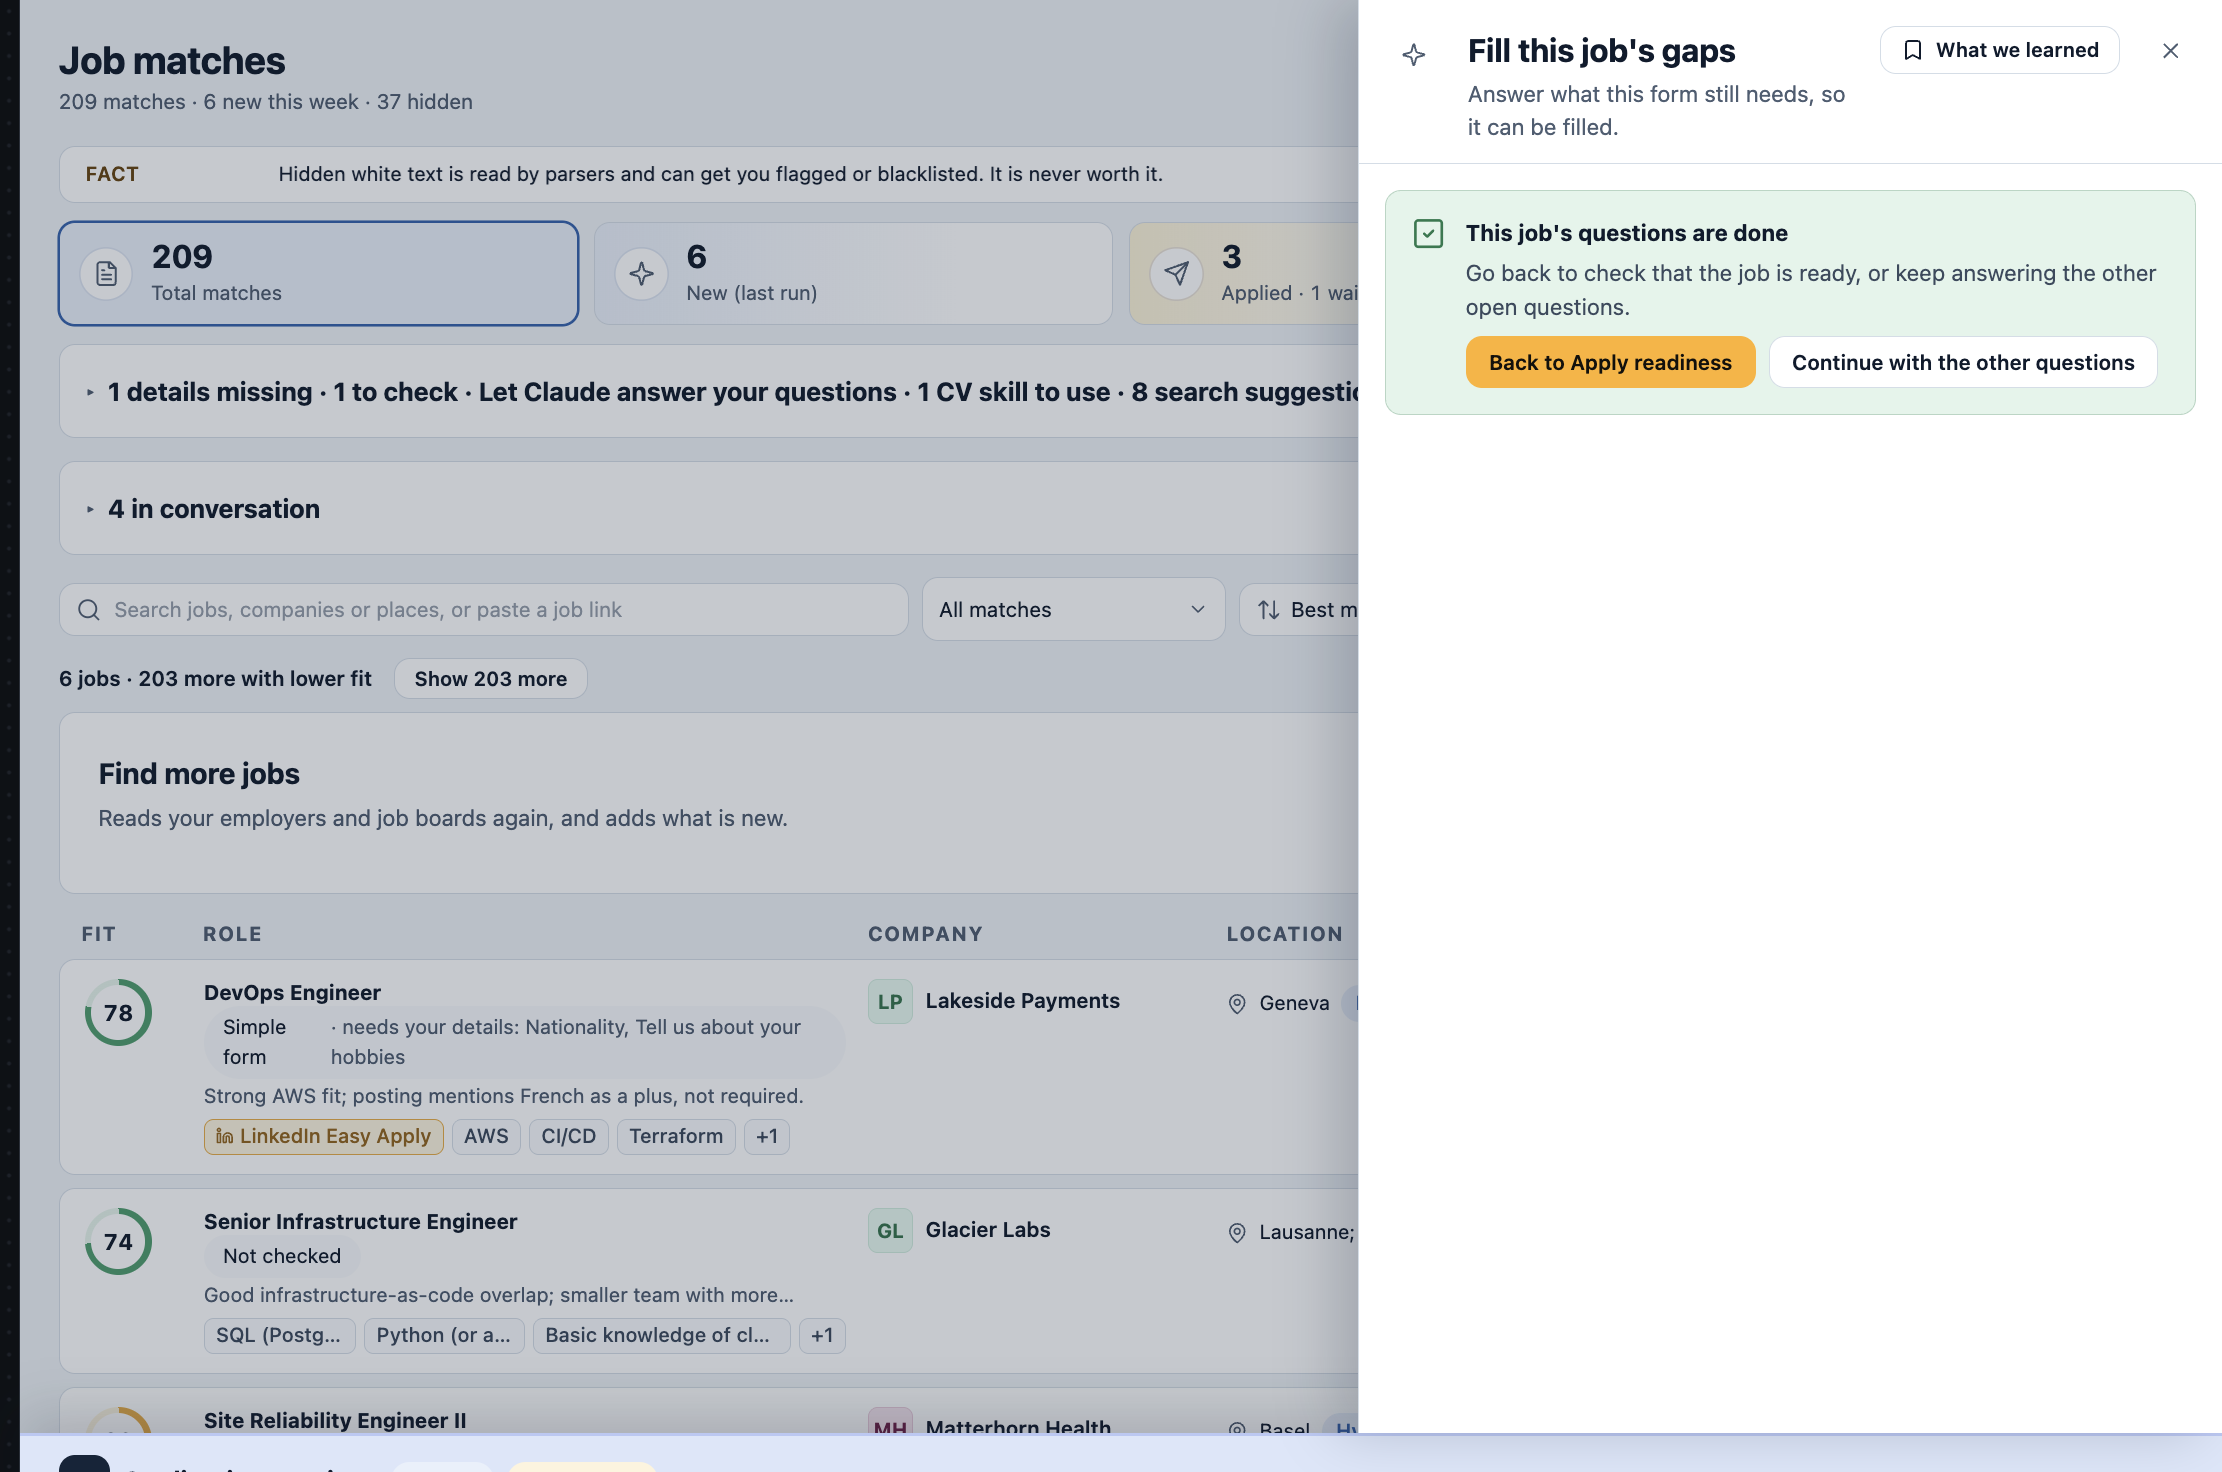 Job matches
209 matches · 6 new this week · 37 hidden
FACT
Hidden white text is read by parsers and can get you flagged or blacklisted. It is never worth it.
209
Total matches
6
New (last run)
3
Applied · 1 wai
1 details missing · 1 to check · Let Claude answer your questions · 1 CV skill to use · 8 search suggestio
4 in conversation
Search jobs, companies or places, or paste a job link
All matches
Best m
6 jobs · 203 more with lower fit
Show 203 more
Find more jobs
Reads your employers and job boards again, and adds what is new.
FIT ROLE COMPANY LOCATION
78
DevOps Engineer
Simple form
· needs your details: Nationality, Tell us about your
hobbies
Strong AWS fit; posting mentions French as a plus, not required.
LinkedIn Easy Apply AWS CI/CD Terraform +1
LP Lakeside Payments
Geneva
74
Senior Infrastructure Engineer
Not checked
Good infrastructure-as-code overlap; smaller team with more...
SQL (Postg... Python (or a... Basic knowledge of cl... +1
GL Glacier Labs
Lausanne;
Site Reliability Engineer II
MH Matterhorn Health
Basel Hy
Fill this job's gaps
Answer what this form still needs, so
it can be filled.
What we learned
This job's questions are done
Go back to check that the job is ready, or keep answering the other
open questions.
Back to Apply readiness
Continue with the other questions